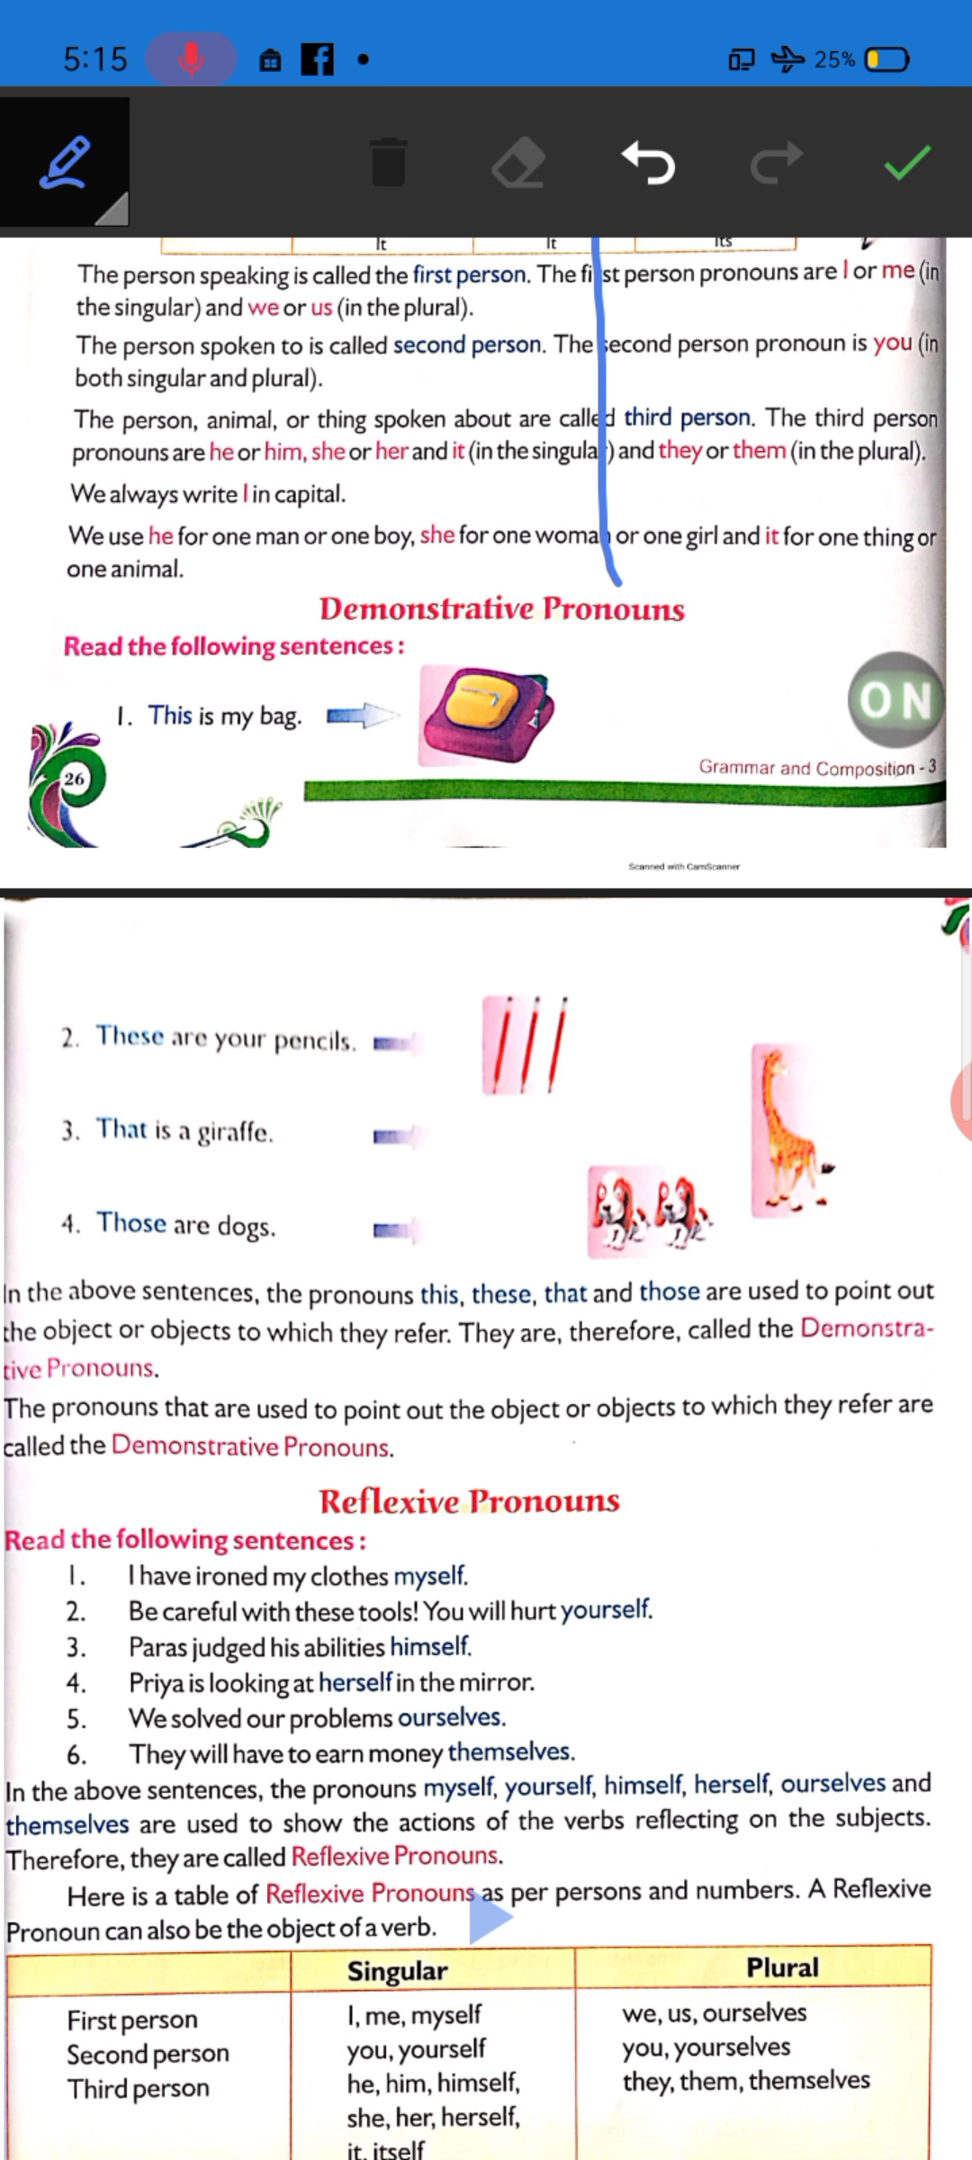 5:15
25%
It It Its
The person speaking is called the first person. The first person pronouns are I or me (in
the singular) and we or us (in the plural).
The person spoken to is called second person. The second person pronoun is you (in
both singular and plural).
The person, animal, or thing spoken about are called third person. The third person
pronouns are he or him, she or her and it (in the singular) and they or them (in the plural).
We always write I in capital.
We use he for one man or one boy, she for one woman or one girl and it for one thing or
one animal.
Demonstrative Pronouns
Read the following sentences:
1. This is my bag.
ON
Grammar and Composition - 3
26
Scanned with CamScanner
2. These are your pencils.
3. That is a giraffe.
4. Those are dogs.
In the above sentences, the pronouns this, these, that and those are used to point out
the object or objects to which they refer. They are, therefore, called the Demonstra-
tive Pronouns.
The pronouns that are used to point out the object or objects to which they refer are
called the Demonstrative Pronouns.
Reflexive Pronouns
Read the following sentences:
1. I have ironed my clothes myself.
2. Be careful with these tools! You will hurt yourself.
3. Paras judged his abilities himself.
4. Priya is looking at herself in the mirror.
5. We solved our problems ourselves.
6. They will have to earn money themselves.
In the above sentences, the pronouns myself, yourself, himself, herself, ourselves and
themselves are used to show the actions of the verbs reflecting on the subjects.
Therefore, they are called Reflexive Pronouns.
Here is a table of Reflexive Pronouns as per persons and numbers. A Reflexive
Pronoun can also be the object of a verb.
Singular Plural
First person I, me, myself we, us, ourselves
Second person you, yourself you, yourselves
Third person he, him, himself, they, them, themselves
she, her, herself,
it, itself